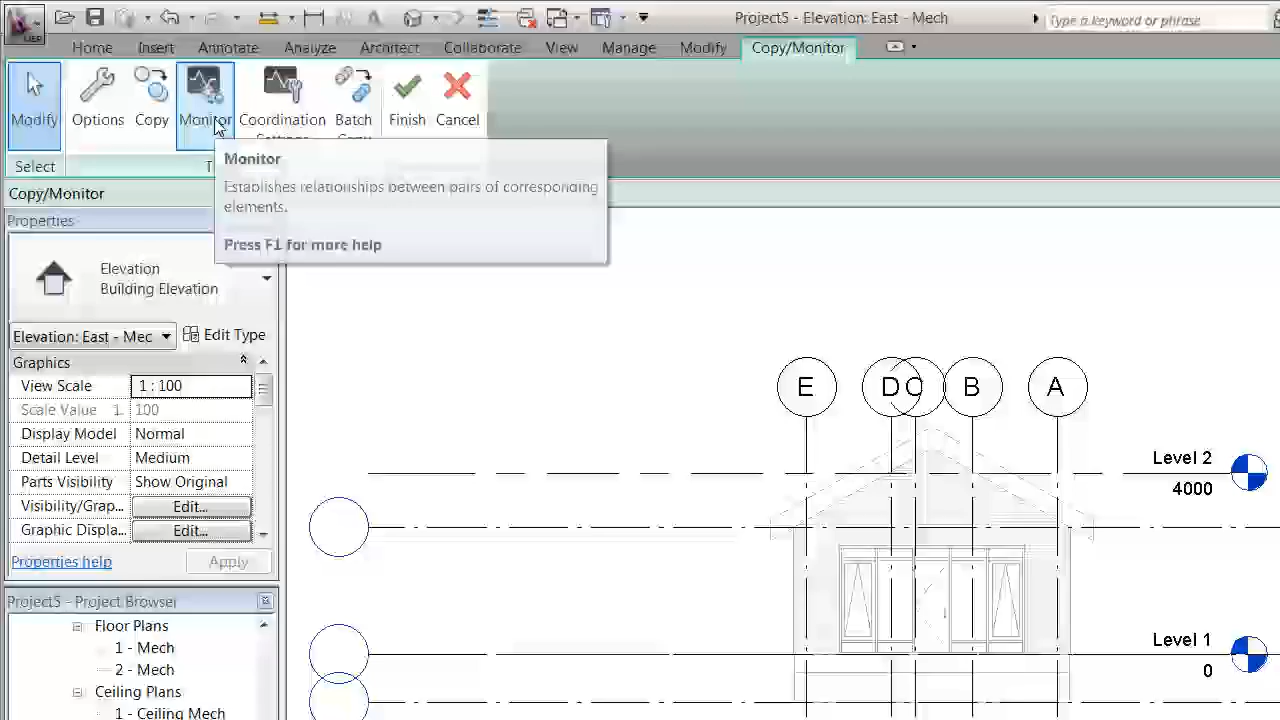 Project5 - Elevation: East - Mech
Type a keyword or phrase
Home Insert Annotate Analyze Architect Collaborate View Manage Modify Copy/Monitor
Modify Options Copy Monitor Coordination Batch Finish Cancel
Select
Copy/Monitor
Monitor
Establishes relationships between pairs of corresponding
elements.
Press F1 for more help
Properties
Elevation
Building Elevation
Elevation: East - Mec Edit Type
Graphics
View Scale 1 : 100
Scale Value 1. 100
Display Model Normal
Detail Level Medium
Parts Visibility Show Original
Visibility/Grap... Edit...
Graphic Displa... Edit...
Properties help Apply
Project5 - Project Browser
Floor Plans
1 - Mech
2 - Mech
Ceiling Plans
1 - Ceiling Mech
E D C B A
Level 2
4000
Level 1
0